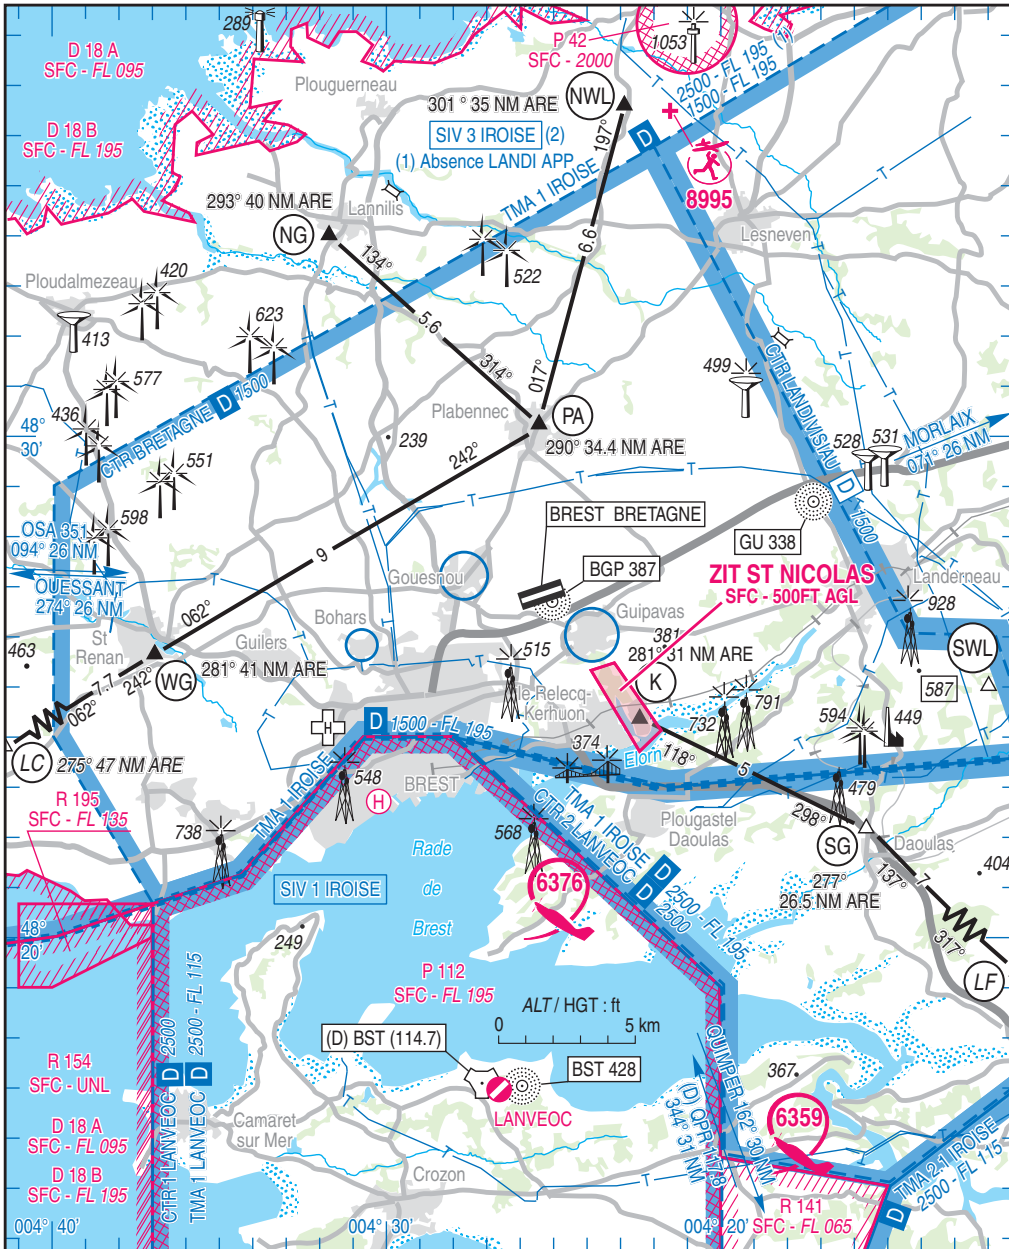 289
D 18 A
SFC - FL 095
D 18 B
SFC - FL 195
Plouguerneau
P 42
SFC - 2000
1053
2500 - FL 195 (1)
1500 - FL 195
301 ° 35 NM ARE
NWL
197°
SIV 3 IROISE (2)
(1) Absence LANDI APP
D
TMA 1 IROISE
8995
293° 40 NM ARE
Lannilis
NG
134°
6.6
Lesneven
522
Ploudalmezeau
420
413
623
577
5.6
314°
017°
499
CTR LANDIVISIAU
CTR BRETAGNE D 1500
436
48°
30'
Plabennec
PA
239
242°
290° 34.4 NM ARE
528
531
MORLAIX
071° 26 NM
551
D
1500
598
OSA 351
094° 26 NM
OUESSANT
274° 26 NM
9
BREST BRETAGNE
GU 338
BGP 387
Gouesnou
ZIT ST NICOLAS
SFC - 500FT AGL
Landerneau
928
062°
Bohars
Guipavas
St
Renan
Guilers
463
381
515
281° 31 NM ARE
SWL
WG
281° 41 NM ARE
K
587
7.7
242°
062°
le Relecq-
Kerhuon
732
791
594
449
LC
275° 47 NM ARE
D 1500 - FL 195
374
Elorn
118°
5
TMA 1 IROISE
548
BREST
H
479
R 195
SFC - FL 135
738
568
TMA 1 IROISE
CTR 2 LANVEOC
D 2500 - FL 195
D 2500
Plougastel
Daoulas
298°
SG
Daoulas
277°
26.5 NM ARE
137°
7
404
317°
LF
Rade
de
Brest
SIV 1 IROISE
6376
48°
20'
249
P 112
SFC - FL 195
ALT / HGT : ft
0 5 km
(D) BST (114.7)
BST 428
LANVEOC
CTR 1 LANVEOC D 2500
TMA 1 LANVEOC D 2500 - FL 115
R 154
SFC - UNL
D 18 A
SFC - FL 095
D 18 B
SFC - FL 195
Camaret
sur Mer
Crozon
QUIMPER 162° 30 NM
(D) QPR 117.8
344° 31 NM
367
6359
TMA 2.1 IROISE
2500 - FL 115
D
R 141
SFC - FL 065
004° 40'
004° 30'
004° 20'
T